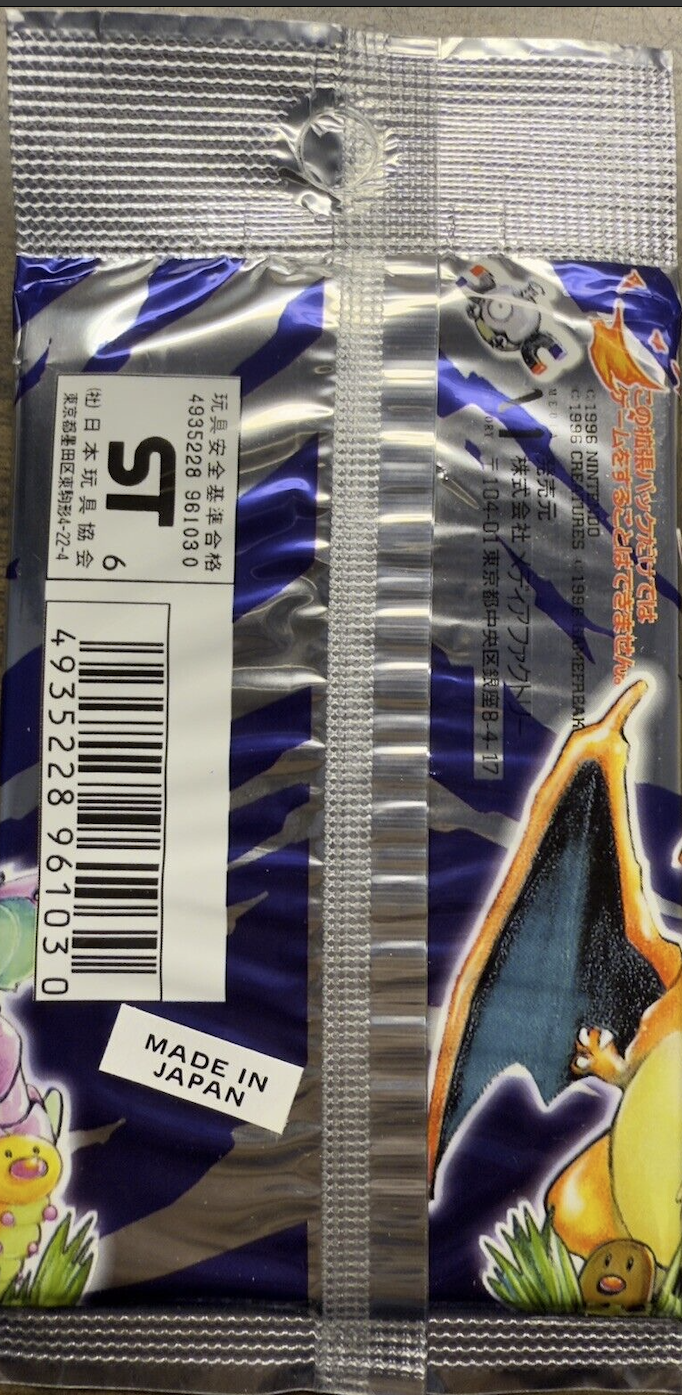 玩具安全基準合格
4935228 961030
ST
6
(社)日本玩具協会
東京都墨田区東駒形4-22-4
4935228 961030
MADE IN
JAPAN
この拡張パックだけでは
ゲームをすることはできません。
©1996 NINTENDO
©1996 CREATURES ©1996 GAMEFREAK
発売元
株式会社 メディアファクトリー
〒104-01 東京都中央区銀座8-4-17